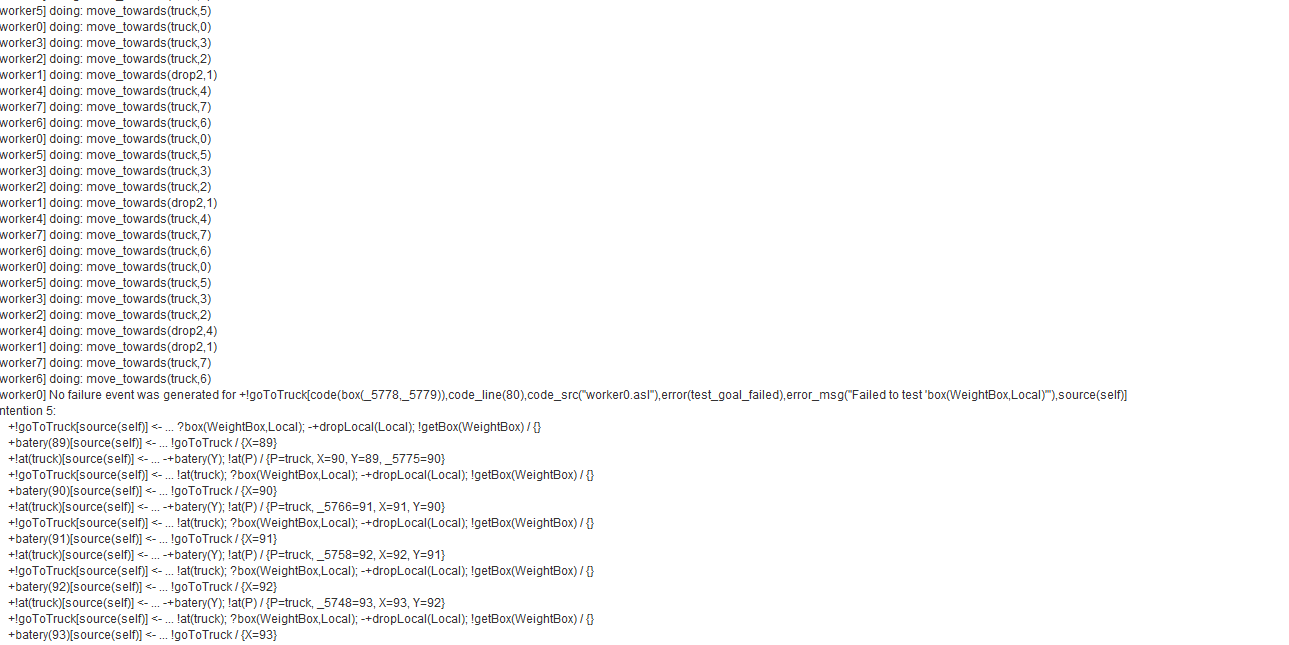 worker5] doing: move_towards(truck,5)
worker0] doing: move_towards(truck,0)
worker3] doing: move_towards(truck,3)
worker2] doing: move_towards(truck,2)
worker1] doing: move_towards(drop2,1)
worker4] doing: move_towards(truck,4)
worker7] doing: move_towards(truck,7)
worker6] doing: move_towards(truck,6)
worker0] doing: move_towards(truck,0)
worker5] doing: move_towards(truck,5)
worker3] doing: move_towards(truck,3)
worker2] doing: move_towards(truck,2)
worker1] doing: move_towards(drop2,1)
worker4] doing: move_towards(truck,4)
worker7] doing: move_towards(truck,7)
worker6] doing: move_towards(truck,6)
worker0] doing: move_towards(truck,0)
worker5] doing: move_towards(truck,5)
worker3] doing: move_towards(truck,3)
worker2] doing: move_towards(truck,2)
worker4] doing: move_towards(drop2,4)
worker1] doing: move_towards(drop2,1)
worker7] doing: move_towards(truck,7)
worker6] doing: move_towards(truck,6)
worker0] No failure event was generated for +!goToTruck[code(box(_5778,_5779)),code_line(80),code_src("worker0.asl"),error(test_goal_failed),error_msg("Failed to test 'box(WeightBox,Local)'"),source(self)]
ntention 5:
+!goToTruck[source(self)] <- ... ?box(WeightBox,Local); -+dropLocal(Local); !getBox(WeightBox) / {}
+batery(89)[source(self)] <- ... !goToTruck / {X=89}
+!at(truck)[source(self)] <- ... -+batery(Y); !at(P) / {P=truck, X=90, Y=89, _5775=90}
+!goToTruck[source(self)] <- ... !at(truck); ?box(WeightBox,Local); -+dropLocal(Local); !getBox(WeightBox) / {}
+batery(90)[source(self)] <- ... !goToTruck / {X=90}
+!at(truck)[source(self)] <- ... -+batery(Y); !at(P) / {P=truck, _5766=91, X=91, Y=90}
+!goToTruck[source(self)] <- ... !at(truck); ?box(WeightBox,Local); -+dropLocal(Local); !getBox(WeightBox) / {}
+batery(91)[source(self)] <- ... !goToTruck / {X=91}
+!at(truck)[source(self)] <- ... -+batery(Y); !at(P) / {P=truck, _5758=92, X=92, Y=91}
+!goToTruck[source(self)] <- ... !at(truck); ?box(WeightBox,Local); -+dropLocal(Local); !getBox(WeightBox) / {}
+batery(92)[source(self)] <- ... !goToTruck / {X=92}
+!at(truck)[source(self)] <- ... -+batery(Y); !at(P) / {P=truck, _5748=93, X=93, Y=92}
+!goToTruck[source(self)] <- ... !at(truck); ?box(WeightBox,Local); -+dropLocal(Local); !getBox(WeightBox) / {}
+batery(93)[source(self)] <- ... !goToTruck / {X=93}